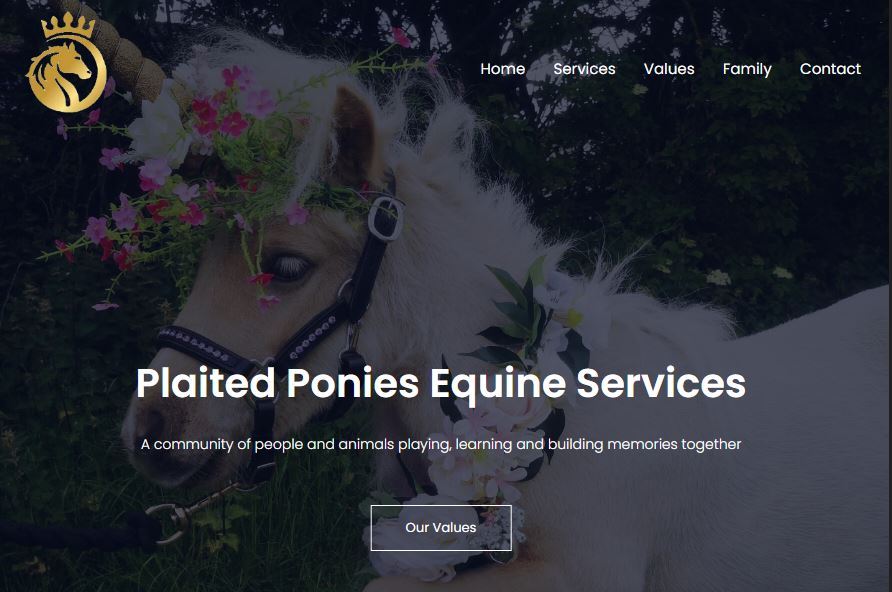 Home Services Values Family Contact
Plaited Ponies Equine Services
A community of people and animals playing, learning and building memories together
Our Values